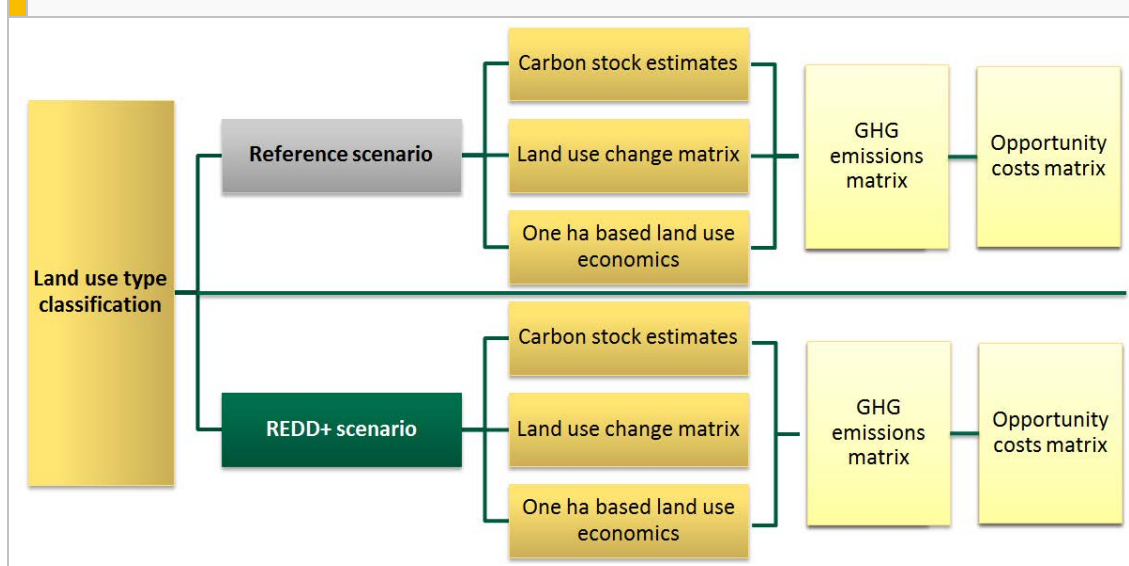 Land use type
classification
Reference scenario
Carbon stock estimates
Land use change matrix
One ha based land use
economics
GHG
emissions
matrix
Opportunity
costs matrix
REDD+ scenario
Carbon stock estimates
Land use change matrix
One ha based land use
economics
GHG
emissions
matrix
Opportunity
costs matrix